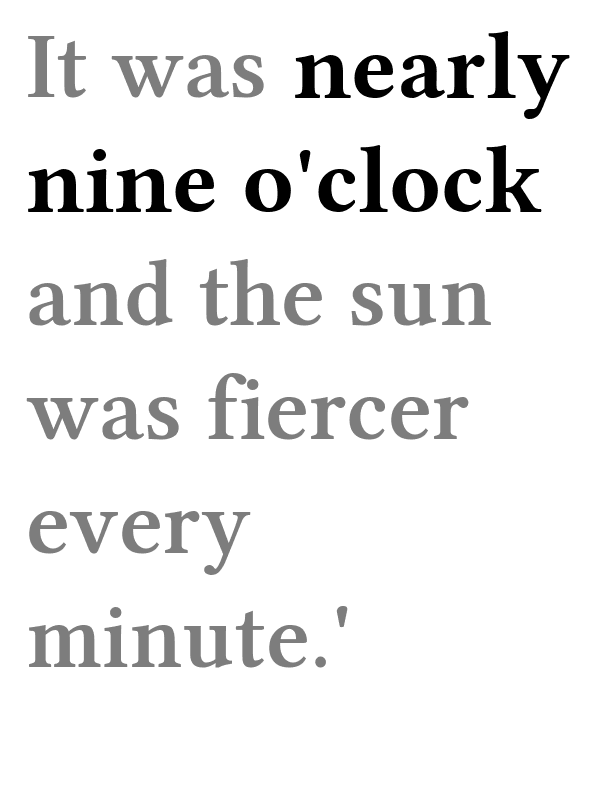 It was nearly
nine o'clock
and the sun
was fiercer
every
minute.'